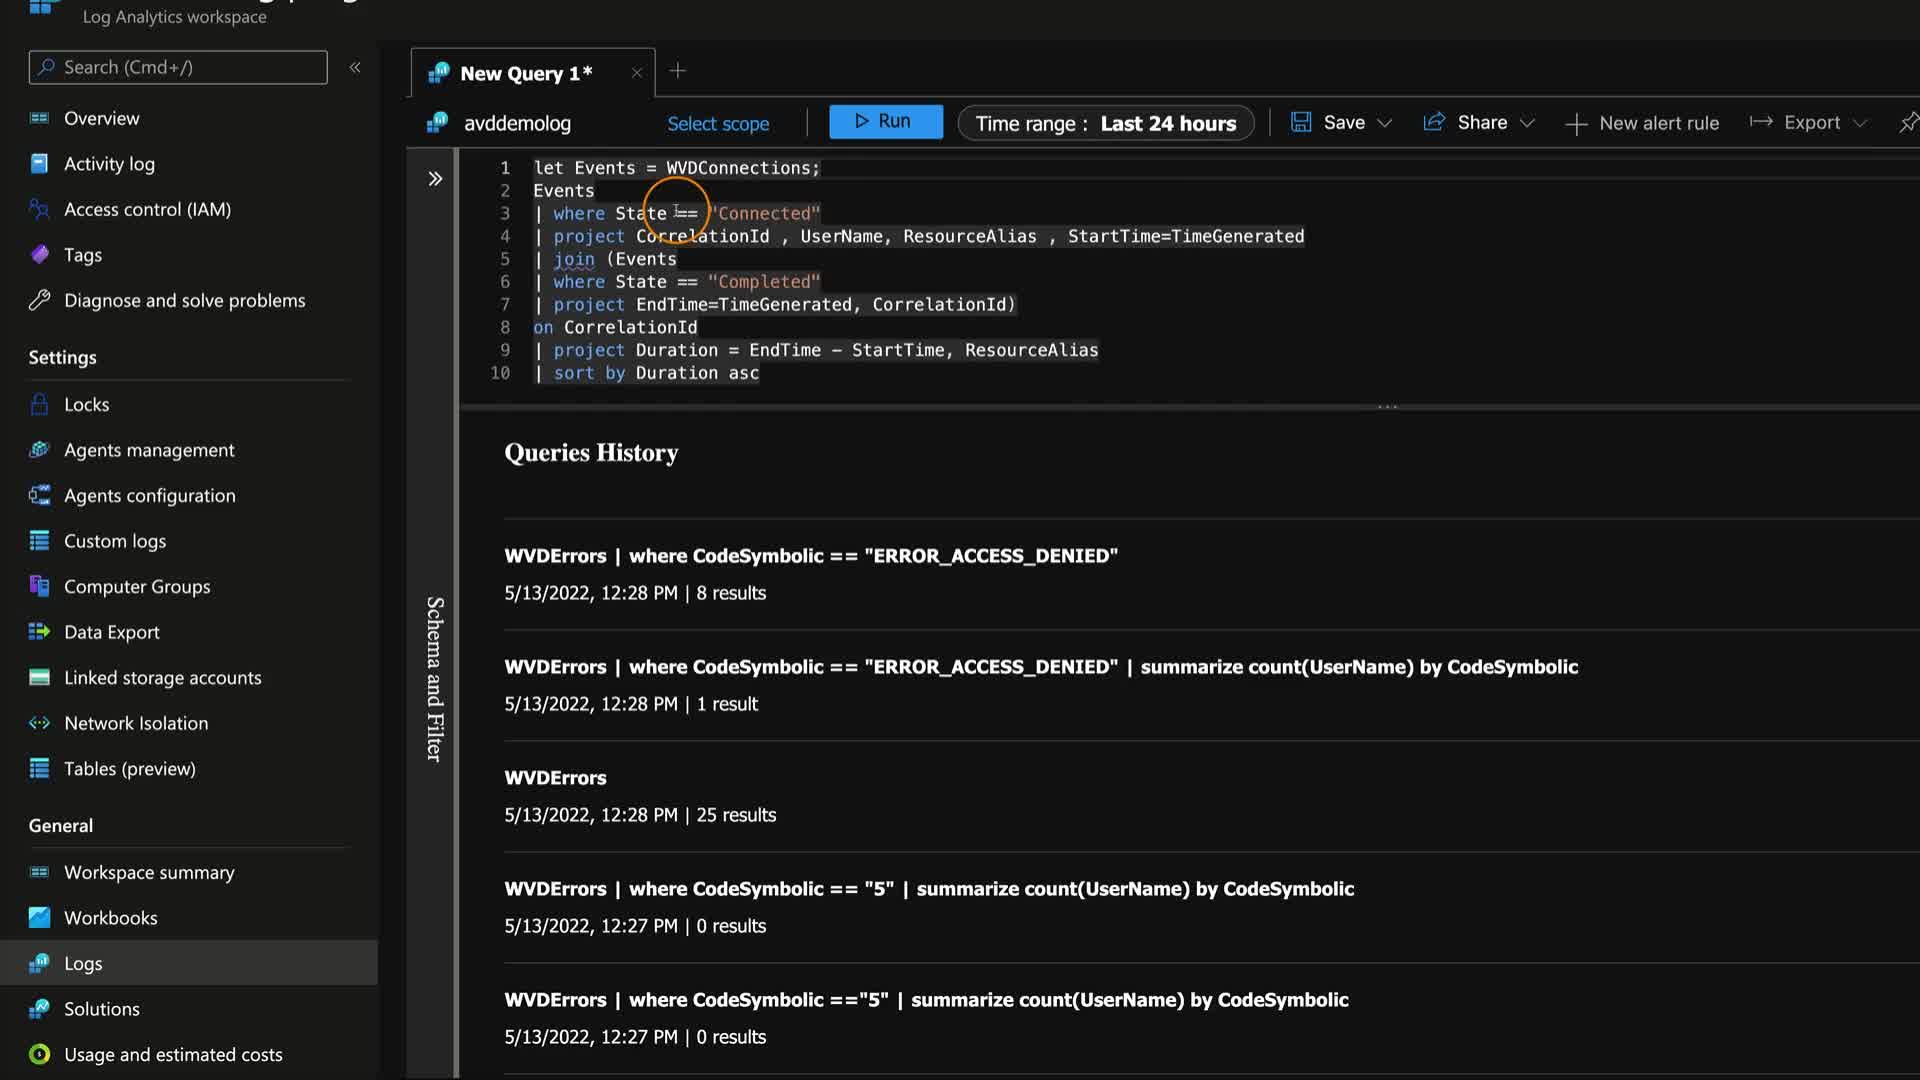 Log Analytics workspace
Search (Cmd+/)
«
Overview
Activity log
Access control (IAM)
Tags
Diagnose and solve problems
Settings
Locks
Agents management
Agents configuration
Custom logs
Computer Groups
Data Export
Linked storage accounts
Network Isolation
Tables (preview)
General
Workspace summary
Workbooks
Logs
Solutions
Usage and estimated costs
New Query 1*
avddemolog
Select scope
Run
Time range : Last 24 hours
Save
Share
New alert rule
Export
Schema and Filter
1 let Events = WVDConnections;
2 Events
3 | where State == "Connected"
4 | project CorrelationId , UserName, ResourceAlias , StartTime=TimeGenerated
5 | join (Events
6 | where State == "Completed"
7 | project EndTime=TimeGenerated, CorrelationId)
8 on CorrelationId
9 | project Duration = EndTime - StartTime, ResourceAlias
10 | sort by Duration asc
Queries History
WVDErrors | where CodeSymbolic == "ERROR_ACCESS_DENIED"
5/13/2022, 12:28 PM | 8 results
WVDErrors | where CodeSymbolic == "ERROR_ACCESS_DENIED" | summarize count(UserName) by CodeSymbolic
5/13/2022, 12:28 PM | 1 result
WVDErrors
5/13/2022, 12:28 PM | 25 results
WVDErrors | where CodeSymbolic == "5" | summarize count(UserName) by CodeSymbolic
5/13/2022, 12:27 PM | 0 results
WVDErrors | where CodeSymbolic =="5" | summarize count(UserName) by CodeSymbolic
5/13/2022, 12:27 PM | 0 results